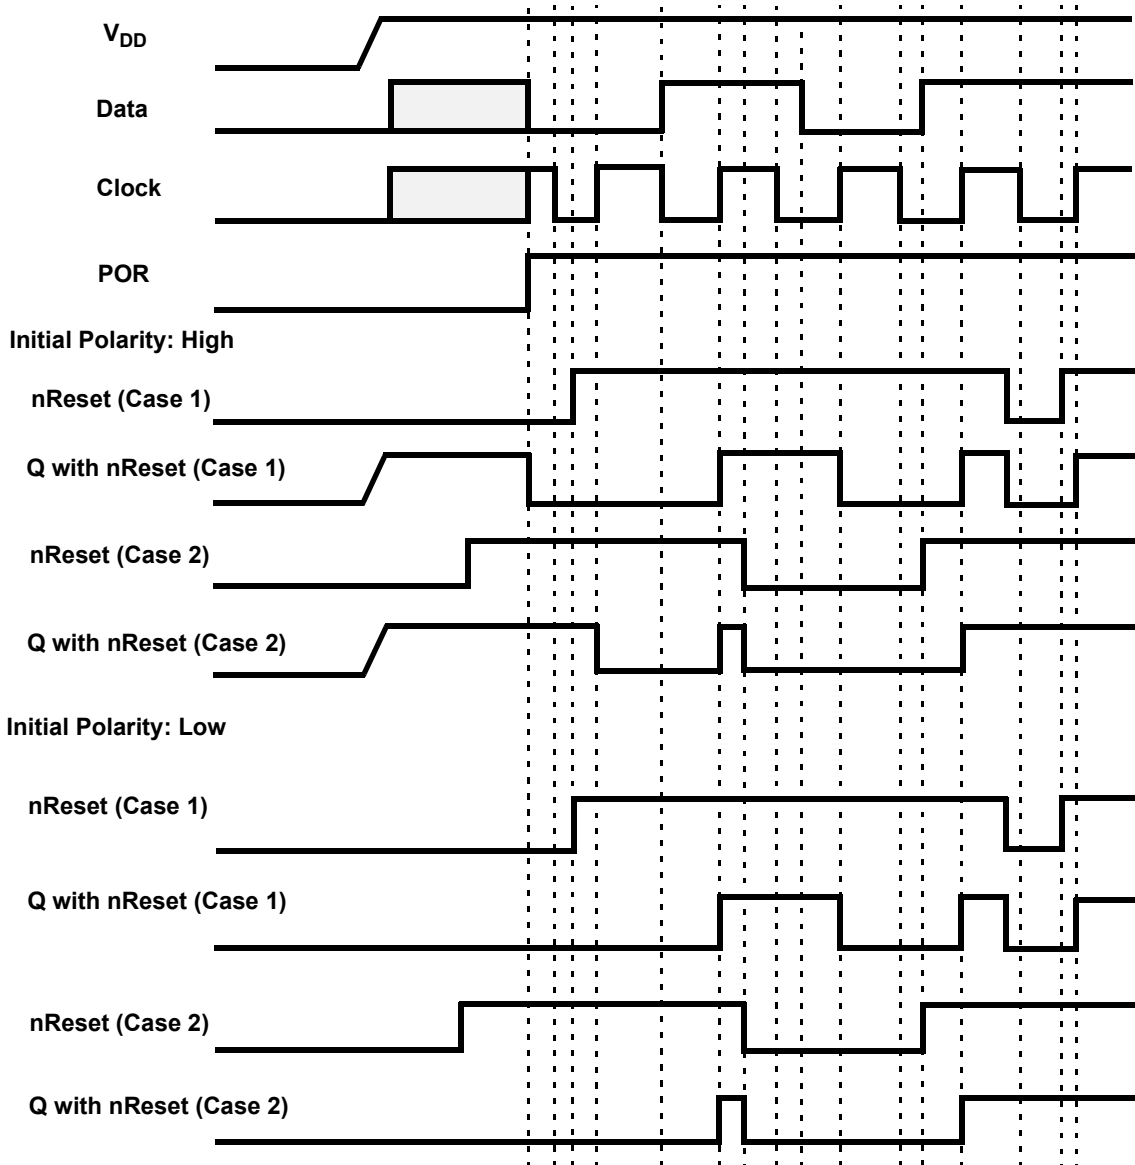 VDD
Data
Clock
POR
Initial Polarity: High
nReset (Case 1)
Q with nReset (Case 1)
nReset (Case 2)
Q with nReset (Case 2)
Initial Polarity: Low
nReset (Case 1)
Q with nReset (Case 1)
nReset (Case 2)
Q with nReset (Case 2)